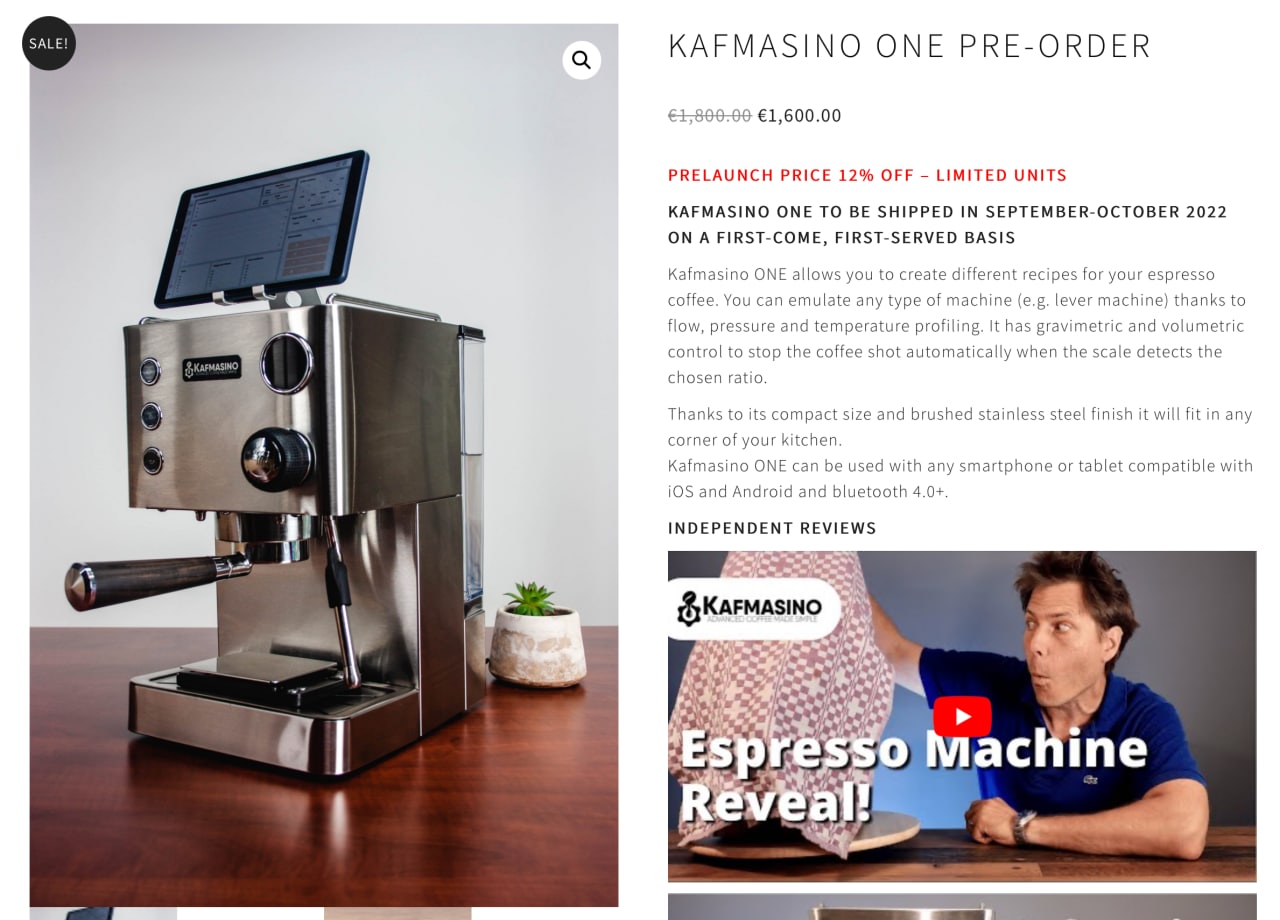 SALE!
KAFMASINO ONE PRE-ORDER
€1,800.00 €1,600.00
PRELAUNCH PRICE 12% OFF – LIMITED UNITS
KAFMASINO ONE TO BE SHIPPED IN SEPTEMBER-OCTOBER 2022
ON A FIRST-COME, FIRST-SERVED BASIS
Kafmasino ONE allows you to create different recipes for your espresso
coffee. You can emulate any type of machine (e.g. lever machine) thanks to
flow, pressure and temperature profiling. It has gravimetric and volumetric
control to stop the coffee shot automatically when the scale detects the
chosen ratio.
Thanks to its compact size and brushed stainless steel finish it will fit in any
corner of your kitchen.
Kafmasino ONE can be used with any smartphone or tablet compatible with
iOS and Android and bluetooth 4.0+.
INDEPENDENT REVIEWS
KAFMASINO
ADVANCED COFFEE MADE SIMPLE
Espresso Machine
Reveal!
KAFMASINO